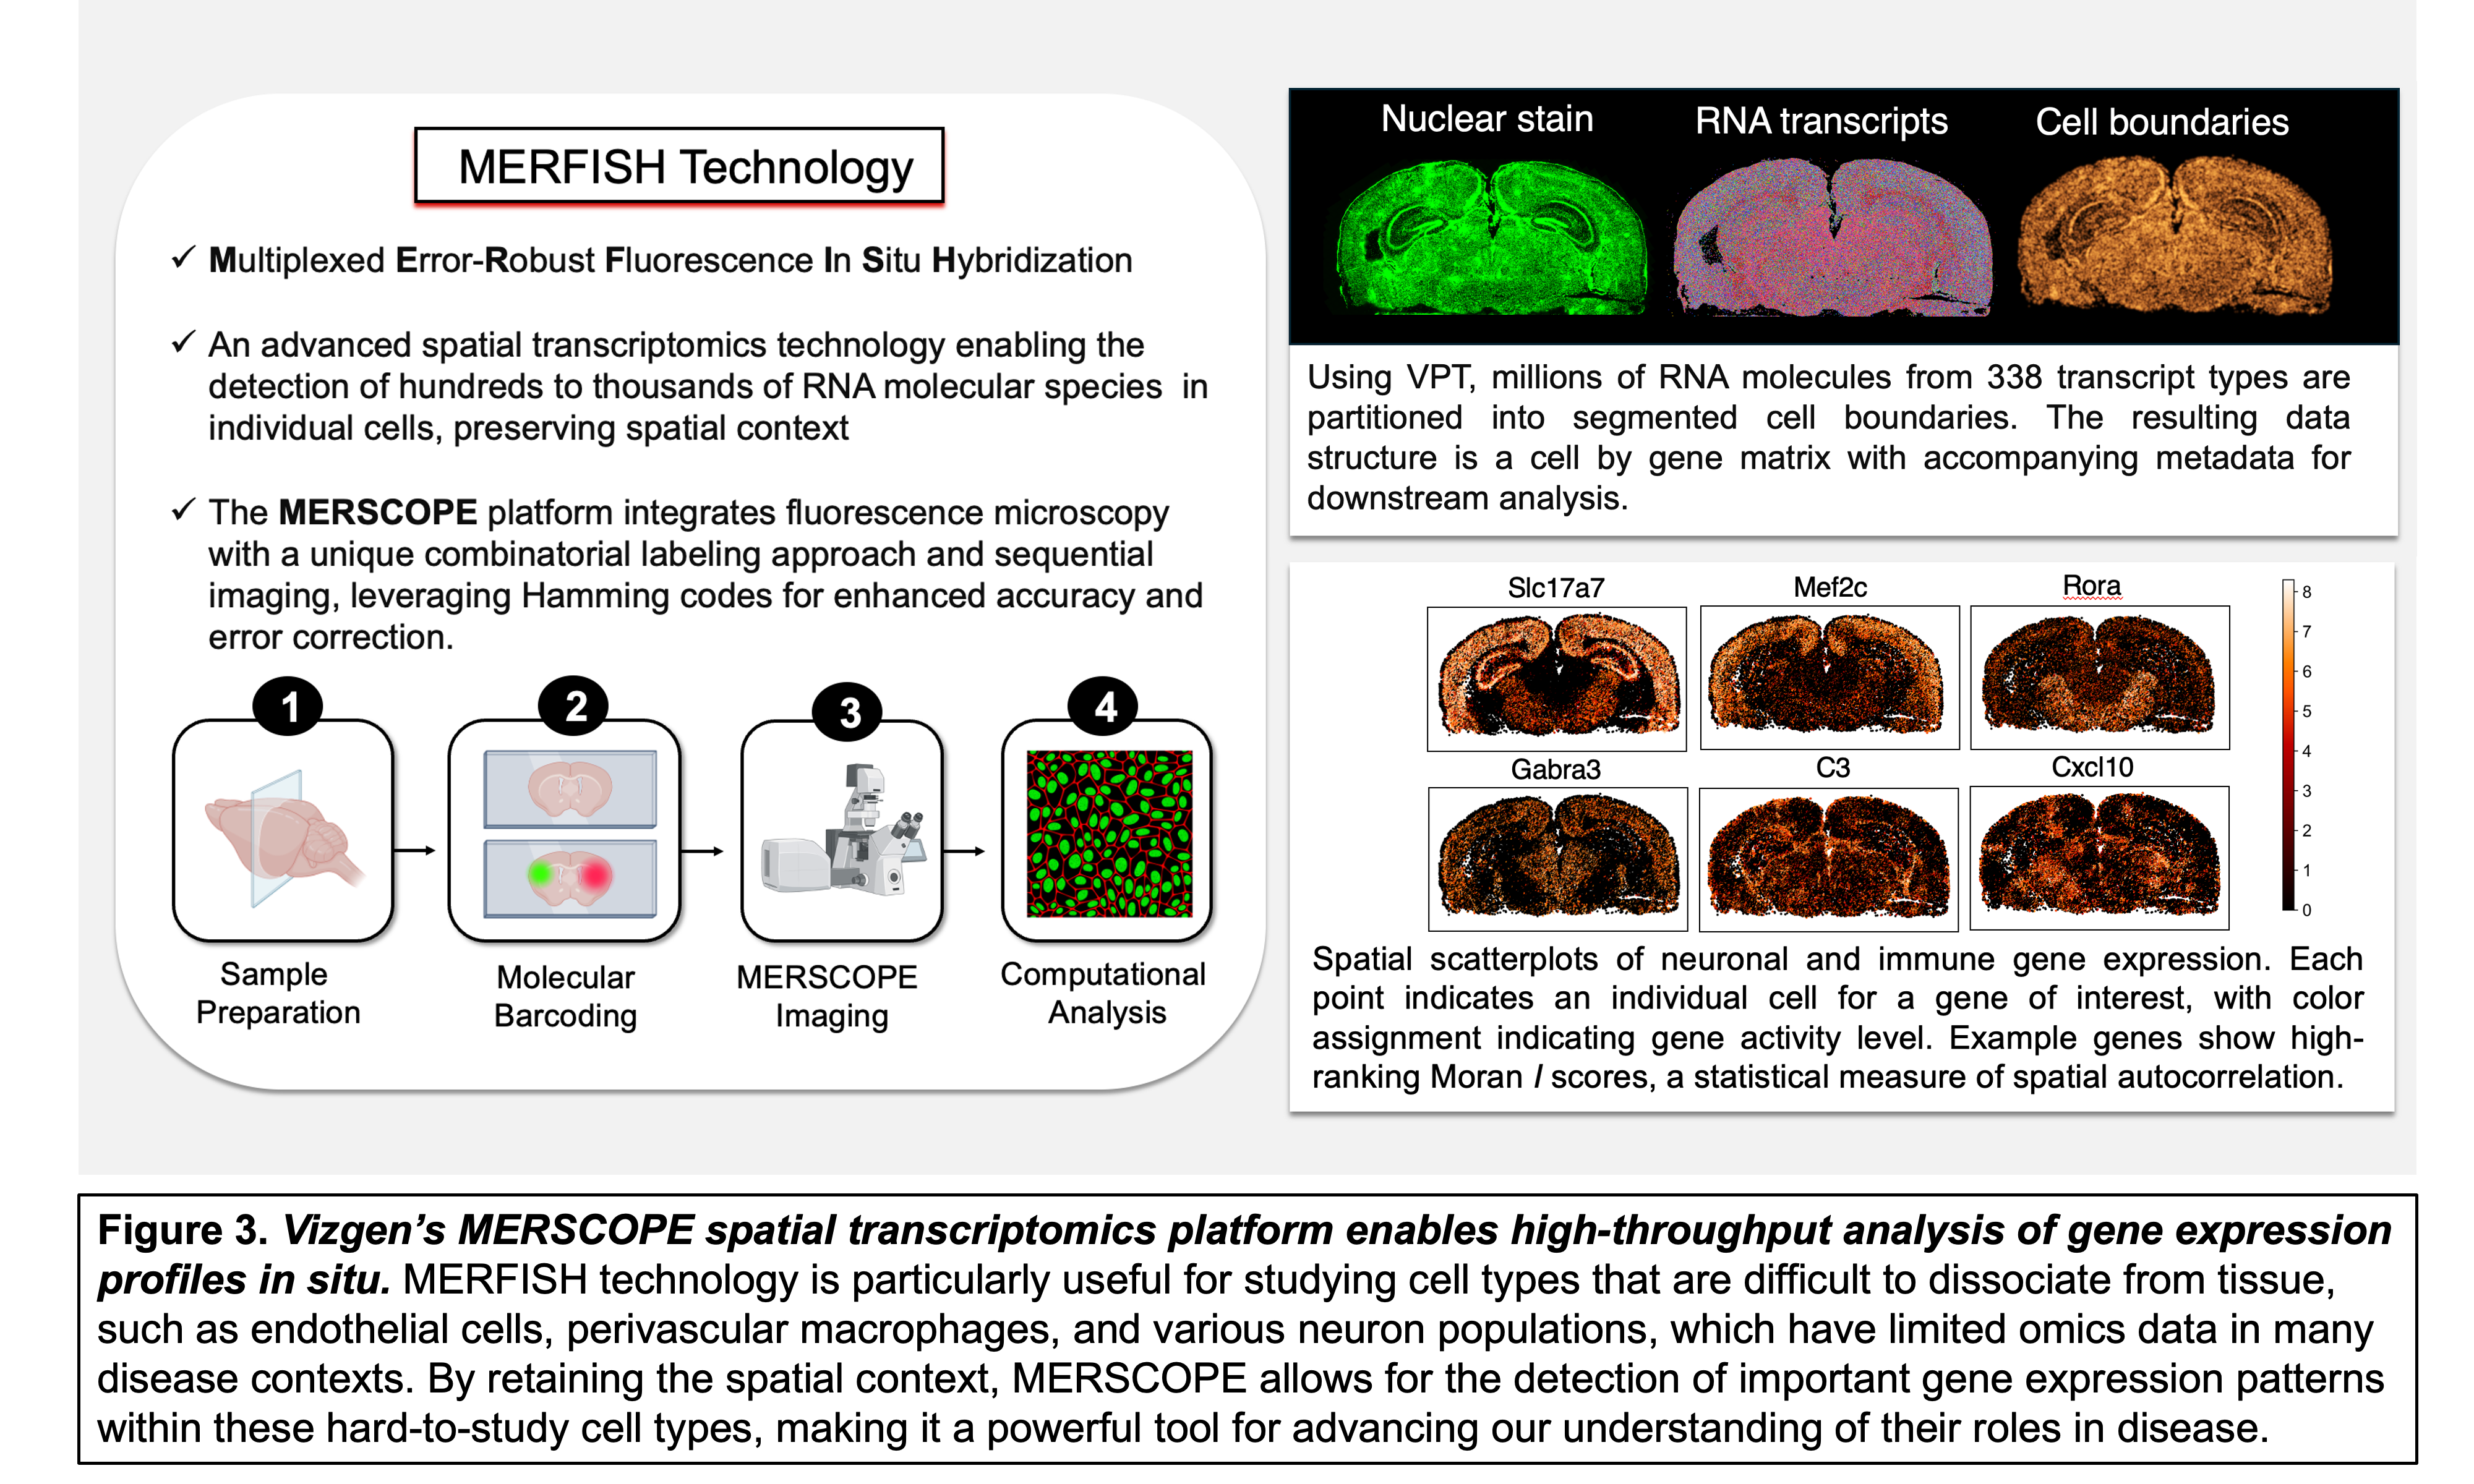 MERFISH Technology
✓ Multiplexed Error-Robust Fluorescence In Situ Hybridization
✓ An advanced spatial transcriptomics technology enabling the
detection of hundreds to thousands of RNA molecular species in
individual cells, preserving spatial context
✓ The MERSCOPE platform integrates fluorescence microscopy
with a unique combinatorial labeling approach and sequential
imaging, leveraging Hamming codes for enhanced accuracy and
error correction.
1
2
3
4
Sample
Preparation
Molecular
Barcoding
MERSCOPE
Imaging
Computational
Analysis
Nuclear stain
RNA transcripts
Cell boundaries
Using VPT, millions of RNA molecules from 338 transcript types are
partitioned into segmented cell boundaries. The resulting data
structure is a cell by gene matrix with accompanying metadata for
downstream analysis.
Slc17a7
Mef2c
Rora
Gabra3
C3
Cxcl10
8
7
6
5
4
3
2
1
0
Spatial scatterplots of neuronal and immune gene expression. Each
point indicates an individual cell for a gene of interest, with color
assignment indicating gene activity level. Example genes show high-
ranking Moran I scores, a statistical measure of spatial autocorrelation.
Figure 3. Vizgen’s MERSCOPE spatial transcriptomics platform enables high-throughput analysis of gene expression
profiles in situ. MERFISH technology is particularly useful for studying cell types that are difficult to dissociate from tissue,
such as endothelial cells, perivascular macrophages, and various neuron populations, which have limited omics data in many
disease contexts. By retaining the spatial context, MERSCOPE allows for the detection of important gene expression patterns
within these hard-to-study cell types, making it a powerful tool for advancing our understanding of their roles in disease.